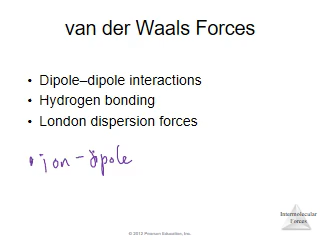 van der Waals Forces
• Dipole–dipole interactions
• Hydrogen bonding
• London dispersion forces
• ion - dipole
Intermolecular
Forces
© 2012 Pearson Education, Inc.